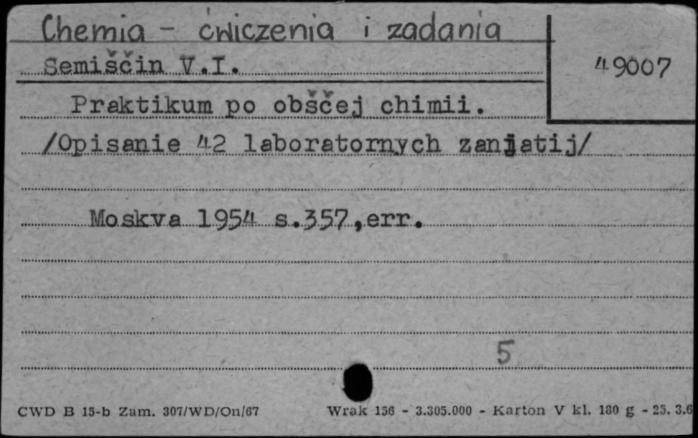 Chemia - ćwiczenia i zadania
Semiščin V.I.
49007
Praktikum po obščej chimii.
/Opisanie 42 laboratornych zanjatij/
Moskva 1954 s.357,err.
5
CWD B 15-b Zam. 307/WD/On/67 Wrak 156 - 3.305.000 - Karton V kl. 180 g - 25. 3.6